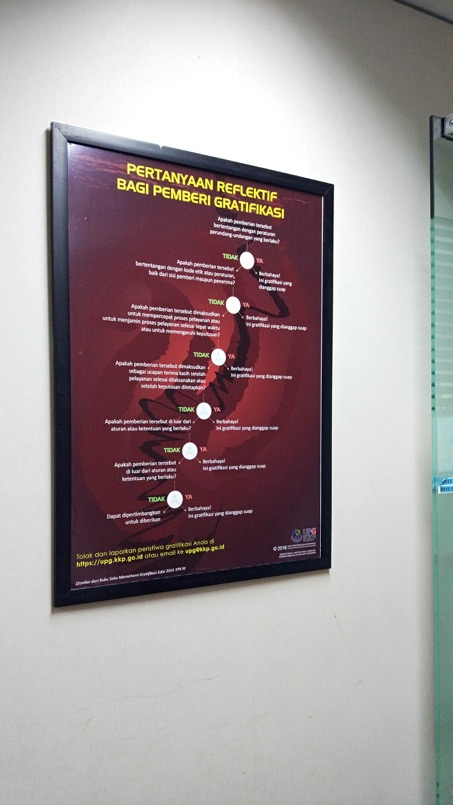 PERTANYAAN REFLEKTIF
BAGI PEMBERI GRATIFIKASI
Apakah pemberian tersebut
bertentangan dengan peraturan
perundang-undangan yang berlaku?
TIDAK YA
Apakah pemberian tersebut
bertentangan dengan kode etik atau peraturan,
baik dari sisi pemberi maupun penerima?
Berbahaya!
Ini gratifikasi yang
dianggap suap
TIDAK YA
Apakah pemberian tersebut dimaksudkan
untuk mempercepat proses pelayanan atau
untuk menjamin proses pelayanan selesai tepat waktu
atau untuk memengaruhi keputusan?
Berbahaya!
Ini gratifikasi yang dianggap suap
TIDAK YA
Apakah pemberian tersebut dimaksudkan
sebagai ucapan terima kasih setelah
pelayanan selesai dilaksanakan atau
setelah keputusan ditetapkan?
Berbahaya!
Ini gratifikasi yang dianggap suap
TIDAK YA
Apakah pemberian tersebut di luar dari
aturan atau ketentuan yang berlaku?
Berbahaya!
Ini gratifikasi yang dianggap suap
TIDAK YA
Apakah pemberian tersebut
di luar dari aturan atau
ketentuan yang berlaku?
Berbahaya!
Ini gratifikasi yang dianggap suap
TIDAK YA
Dapat dipertimbangkan
untuk diberikan
Berbahaya!
Ini gratifikasi yang dianggap suap
Tolak dan laporkan peristiwa gratifikasi Anda di
https://upg.kkp.go.id atau email ke upg@kkp.go.id
UPG
KKP
© 2016
Disadur dari Buku Saku Memahami Gratifikasi Edisi 2014 KPK RI